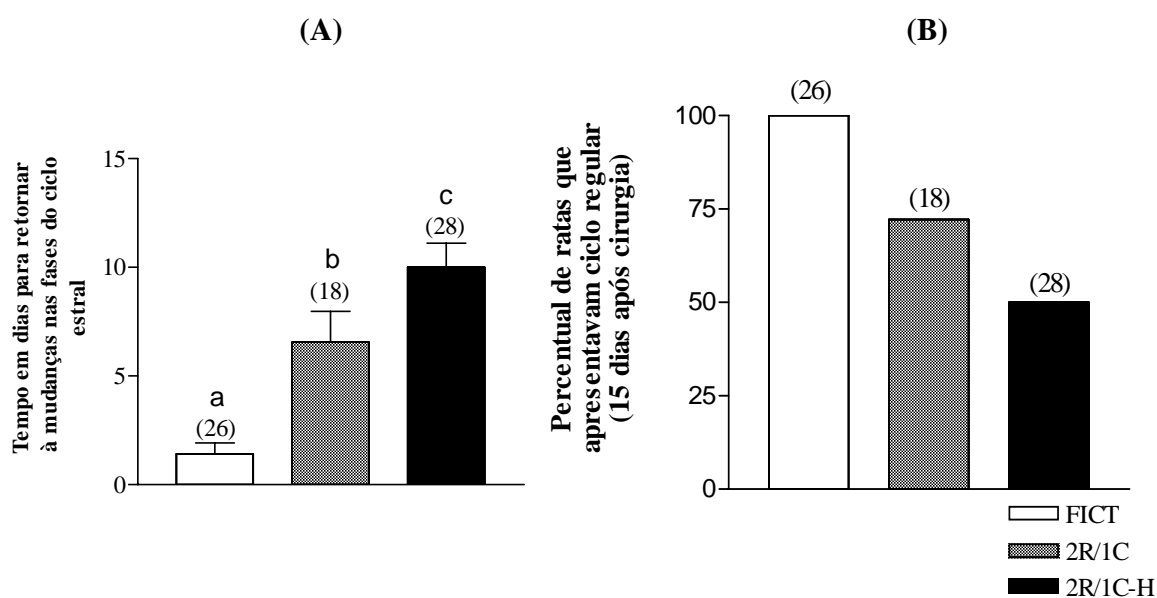 (A)
Tempo em dias para retornar
à mudanças nas fases do ciclo
estral
15
10
5
0
a
(26)
b
(18)
c
(28)
(B)
Percentual de ratas que
apresentavam ciclo regular
(15 dias após cirurgia)
100
75
50
25
0
(26)
(18)
(28)
FICT
2R/1C
2R/1C-H